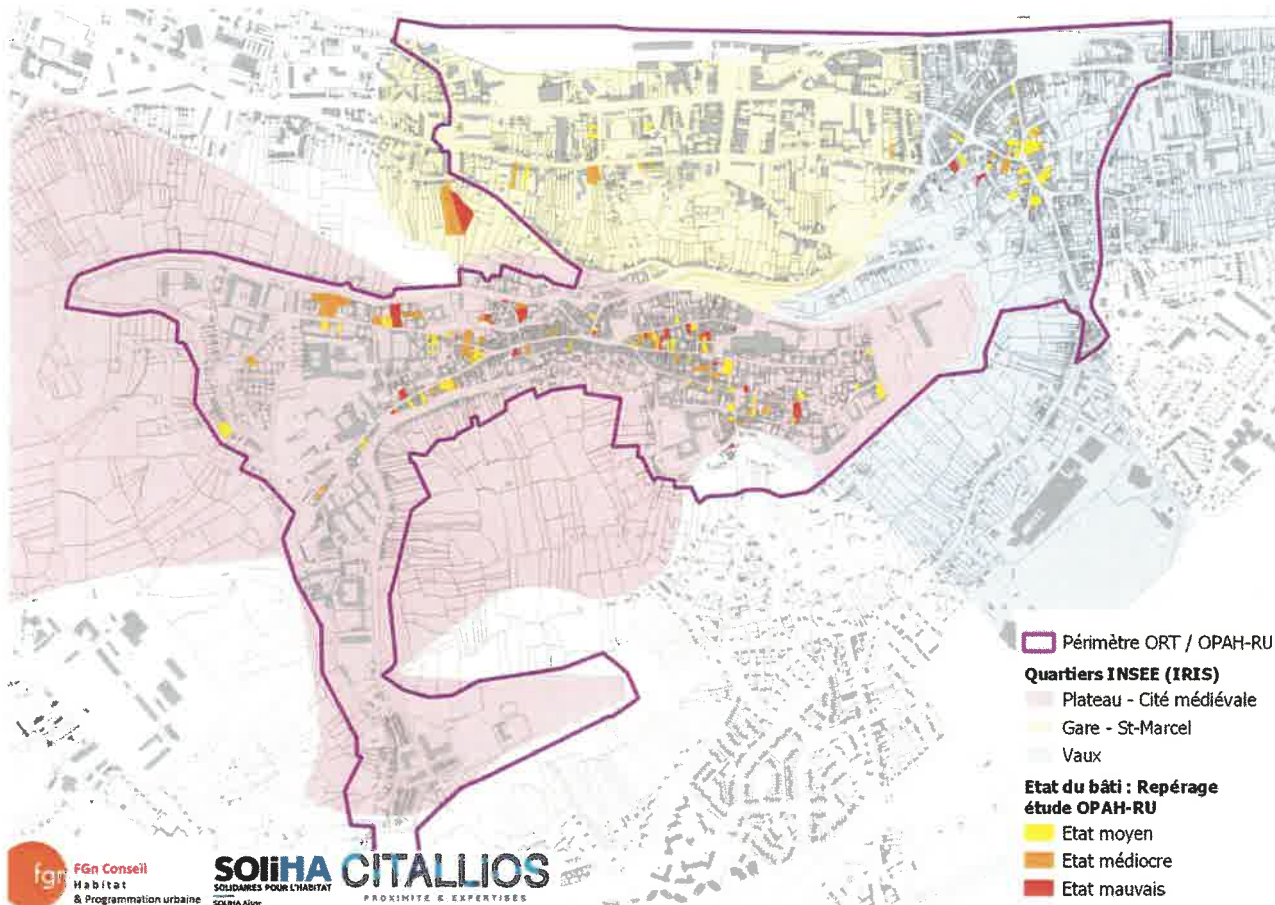 Périmètre ORT / OPAH-RU
Quartiers INSEE (IRIS)
Plateau - Cité médiévale
Gare - St-Marcel
Vaux
Etat du bâti : Repérage
étude OPAH-RU
Etat moyen
Etat médiocre
Etat mauvais
fgn
FGn Conseil
Habitat
& Programmation urbaine
SOliHA
SOLIDAIRES POUR L'HABITAT
CITALLIOS
PROXIMITÉ & EXPERTISES